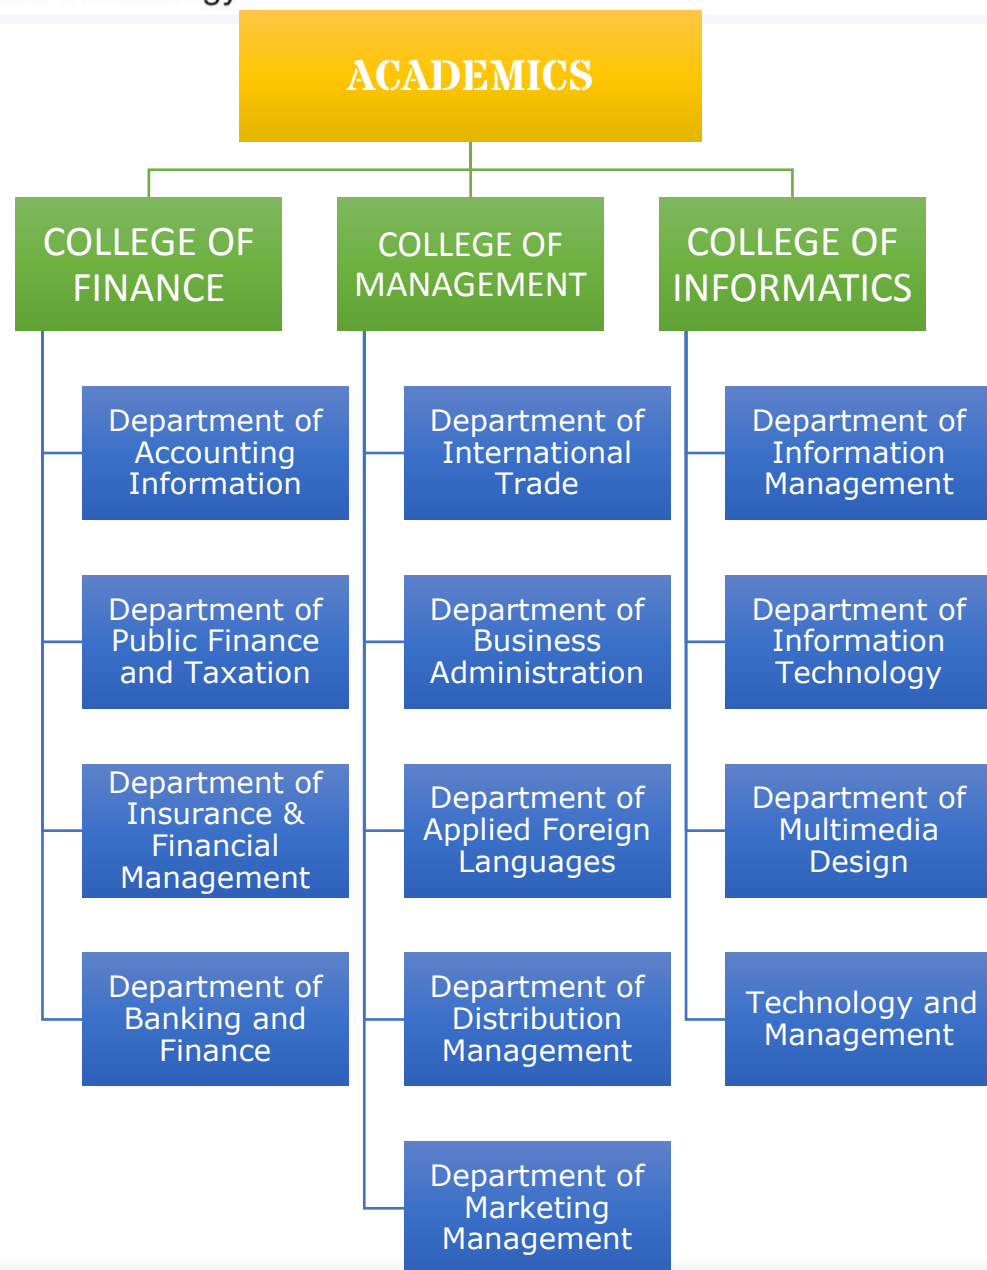 ACADEMICS
COLLEGE OF
FINANCE
Department of
Accounting
Information
Department of
Public Finance
and Taxation
Department of
Insurance &
Financial
Management
Department of
Banking and
Finance
COLLEGE OF
MANAGEMENT
Department of
International
Trade
Department of
Business
Administration
Department of
Applied Foreign
Languages
Department of
Distribution
Management
Department of
Marketing
Management
COLLEGE OF
INFORMATICS
Department of
Information
Management
Department of
Information
Technology
Department of
Multimedia
Design
Technology and
Management